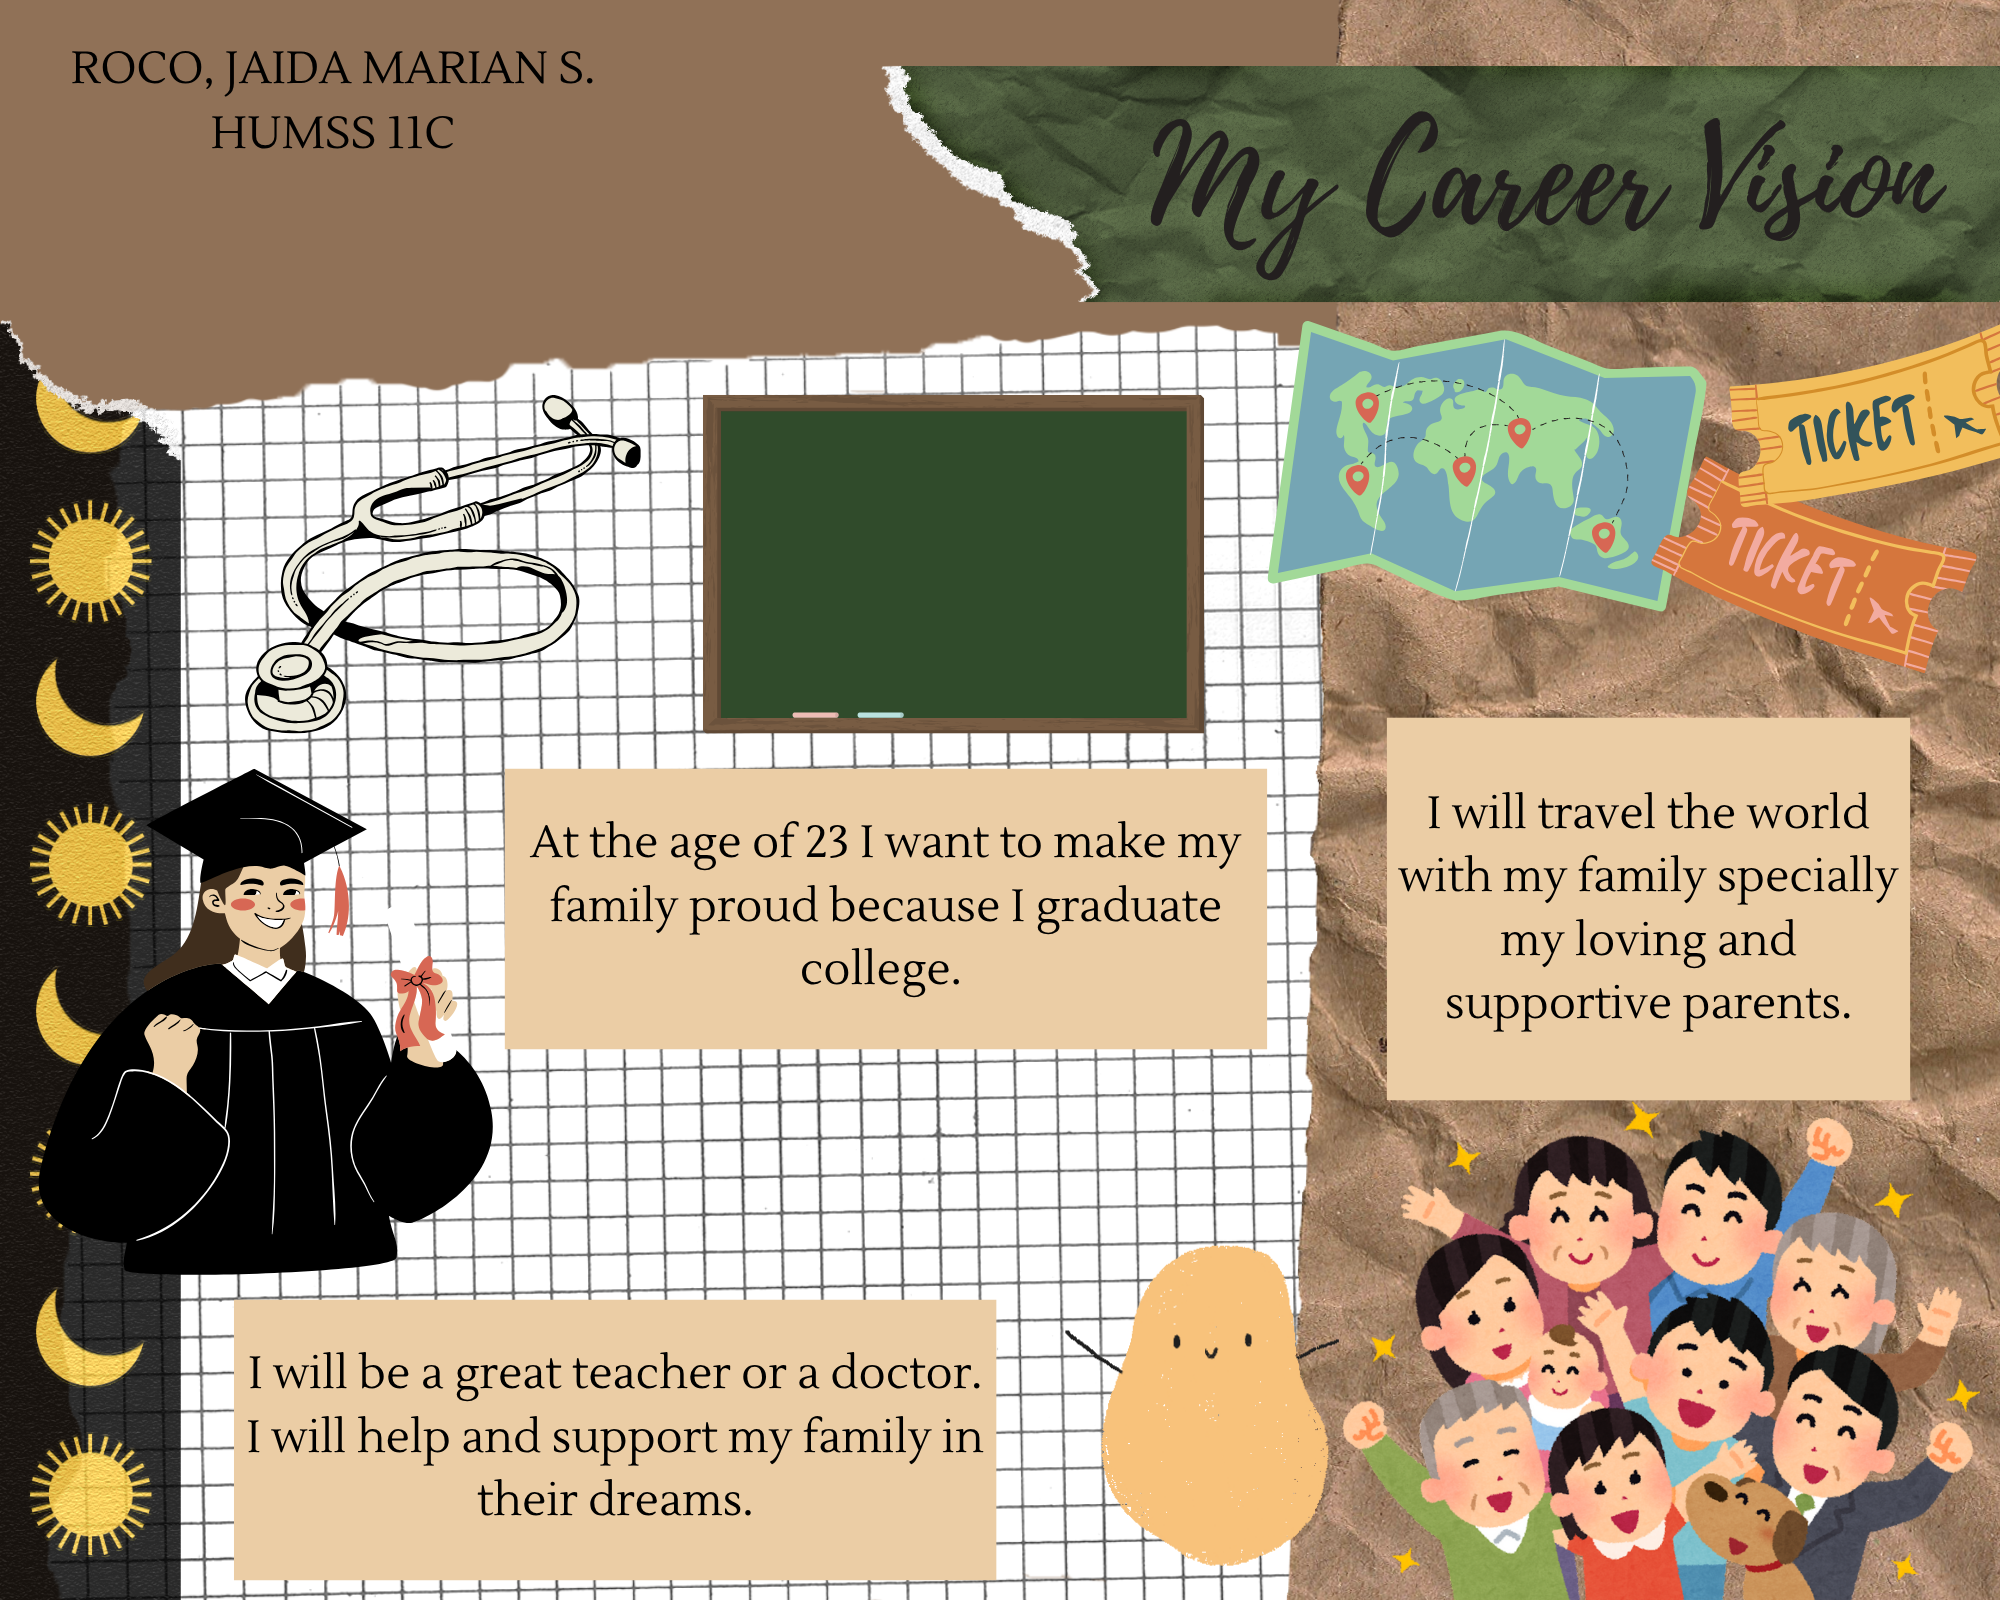 ROCO, JAIDA MARIAN S.
HUMSS 11C
My Career Vision
TICKET
TICKET
At the age of 23 I want to make my
family proud because I graduate
college.
I will travel the world
with my family specially
my loving and
supportive parents.
I will be a great teacher or a doctor.
I will help and support my family in
their dreams.